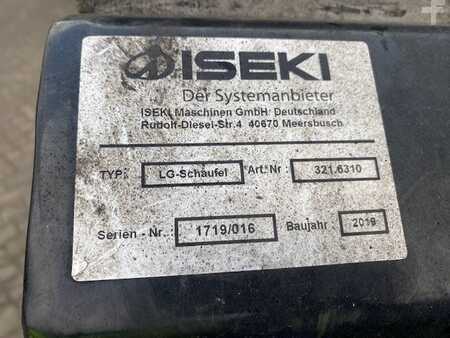 ISEKI
Der Systemanbieter
ISEKI Maschinen GmbH Deutschland
Rudolf-Diesel-Str.4 40670 Meersbusch
TYP: LG-Schaufel Art.Nr : 321.6310
Serien - Nr. : 1719/016 Baujahr : 2019